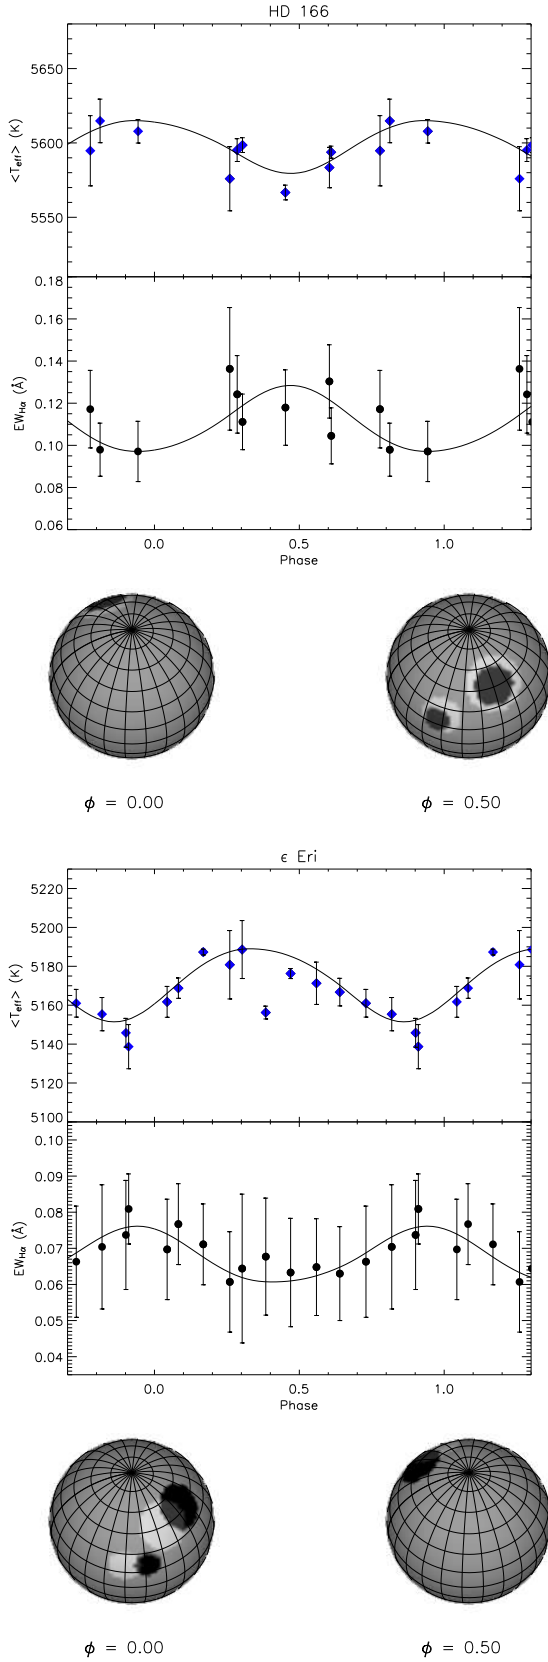 HD 166
<T_eff> (K)
5650
5600
5550
EW_Hα (Å)
0.18
0.16
0.14
0.12
0.10
0.08
0.06
0.0 0.5 1.0
Phase
ϕ = 0.00 ϕ = 0.50
ϵ Eri
<T_eff> (K)
5220
5200
5180
5160
5140
5120
5100
EW_Hα (Å)
0.10
0.09
0.08
0.07
0.06
0.05
0.04
0.0 0.5 1.0
Phase
ϕ = 0.00 ϕ = 0.50